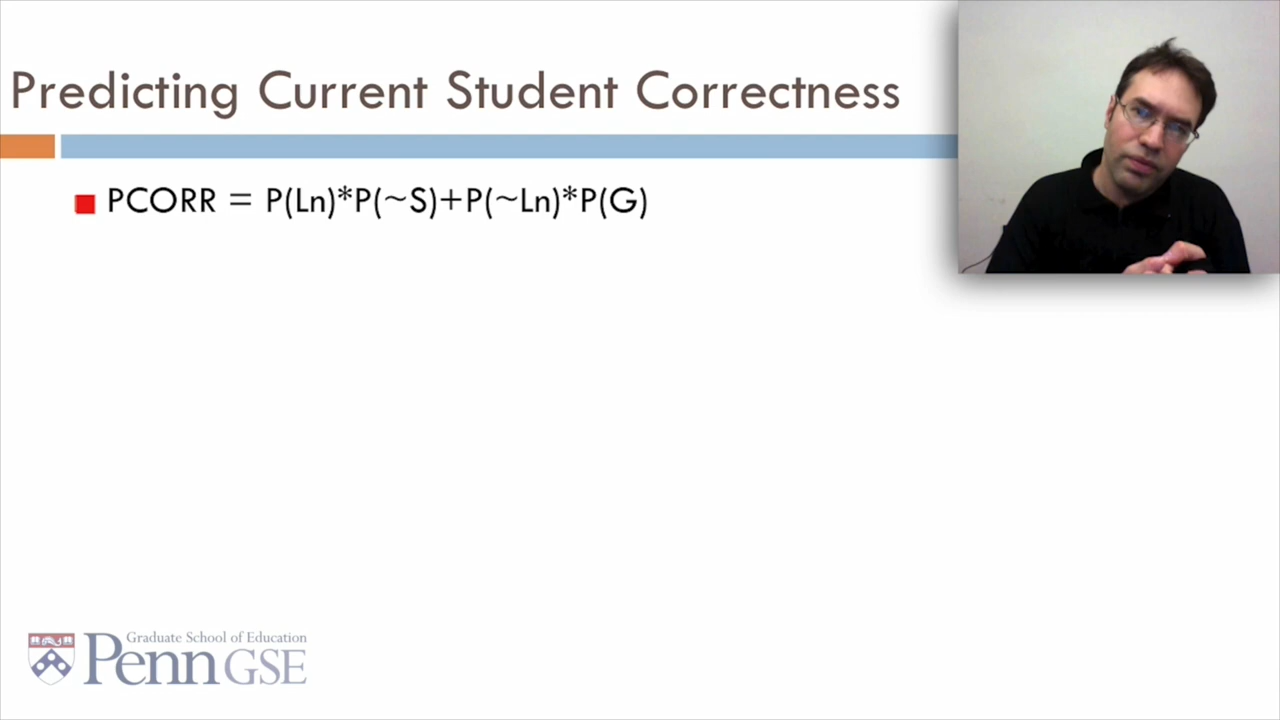 Predicting Current Student Correctness
PCORR = P(Ln)*P(~S)+P(~Ln)*P(G)
Graduate School of Education
Penn GSE